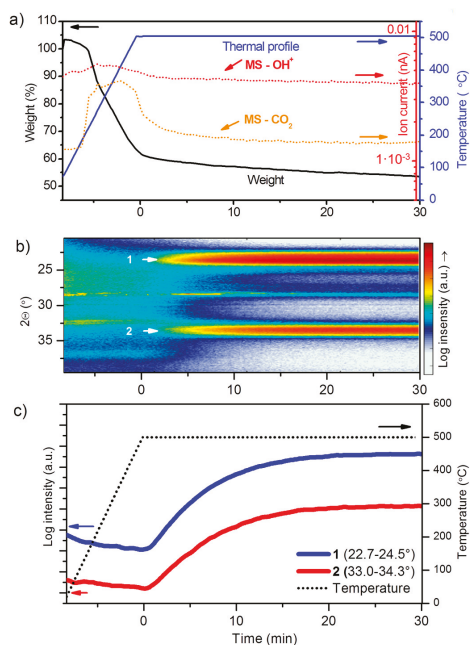 a)
110
100
90
80
70
60
50
Weight (%)
Thermal profile
MS - OH⁺
MS - CO₂
Weight
0.01
1·10⁻³
Ion current (nA)
500
400
300
200
100
0
Temperature (°C)
0 10 20 30
b)
25
30
35
2Θ (°)
1
2
Log intensity (a.u.) →
0 10 20 30
c)
Log intensity (a.u.)
600
500
400
300
200
100
0
Temperature (°C)
1 (22.7-24.5°)
2 (33.0-34.3°)
Temperature
0 10 20 30
Time (min)